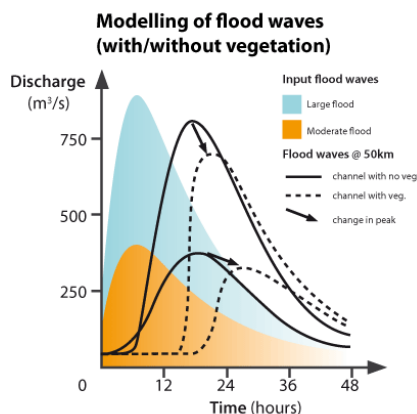 Modelling of flood waves
(with/without vegetation)
Discharge
(m³/s)
Input flood waves
Large flood
Moderate flood
Flood waves @ 50km
channel with no veg
channel with veg.
change in peak
750
500
250
0
12
24
36
48
Time (hours)